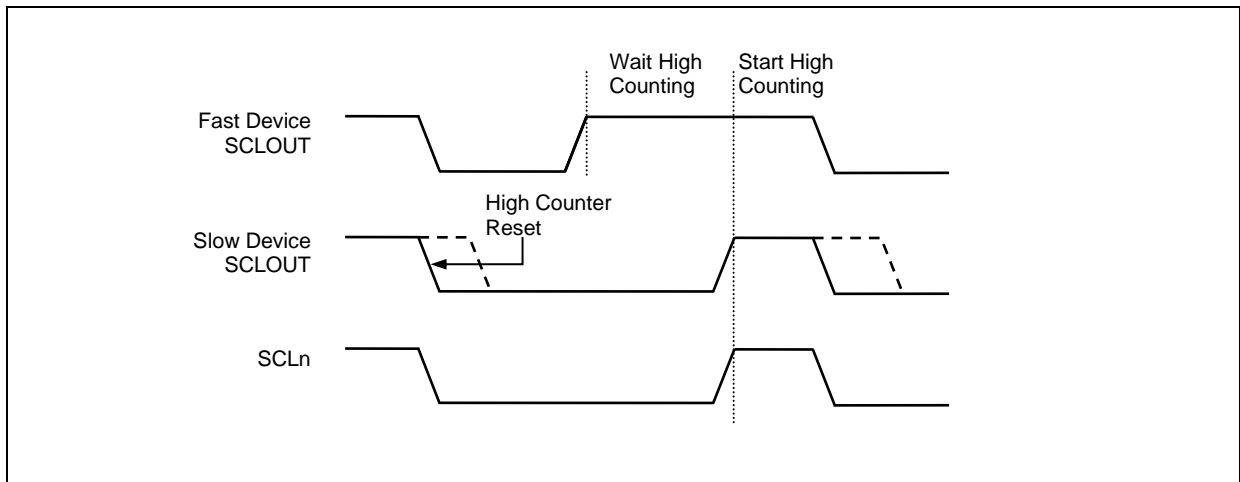 Wait High
Counting
Start High
Counting
Fast Device
SCLOUT
High Counter
Reset
Slow Device
SCLOUT
SCLn